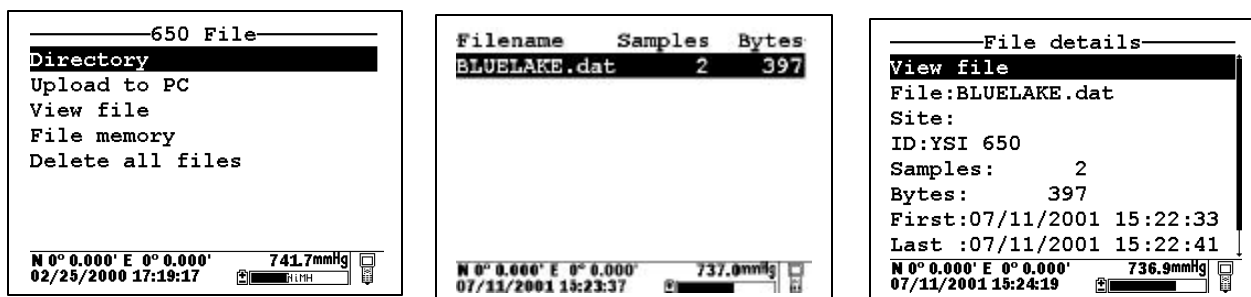 650 File
Directory
Upload to PC
View file
File memory
Delete all files
N 0° 0.000' E 0° 0.000' 741.7mmHg
02/25/2000 17:19:17 NiMH
Filename Samples Bytes
BLUELAKE.dat 2 397
N 0° 0.000' E 0° 0.000' 737.0mmHg
07/11/2001 15:23:37
File details
View file
File:BLUELAKE.dat
Site:
ID:YSI 650
Samples: 2
Bytes: 397
First:07/11/2001 15:22:33
Last :07/11/2001 15:22:41
N 0° 0.000' E 0° 0.000' 736.9mmHg
07/11/2001 15:24:19